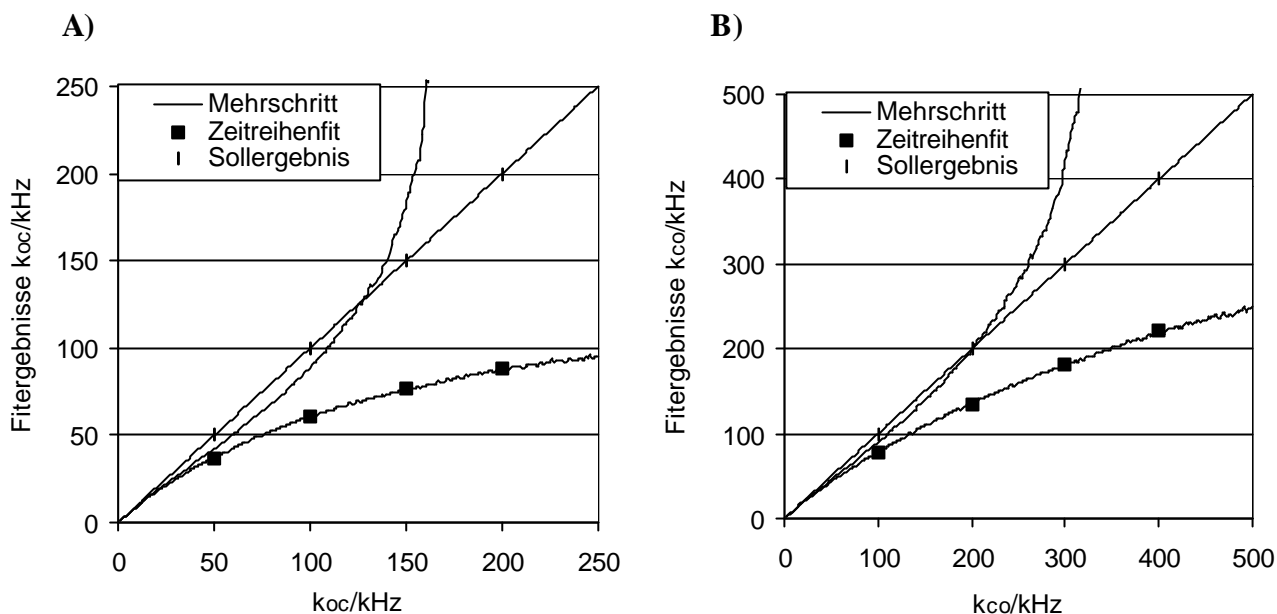 A)
250
200
150
100
50
0
Fitergebnisse koc/kHz
Mehrschritt
Zeitreihenfit
Sollergebnis
0 50 100 150 200 250
koc/kHz
B)
500
400
300
200
100
0
Fitergebnisse kco/kHz
Mehrschritt
Zeitreihenfit
Sollergebnis
0 100 200 300 400 500
kco/kHz